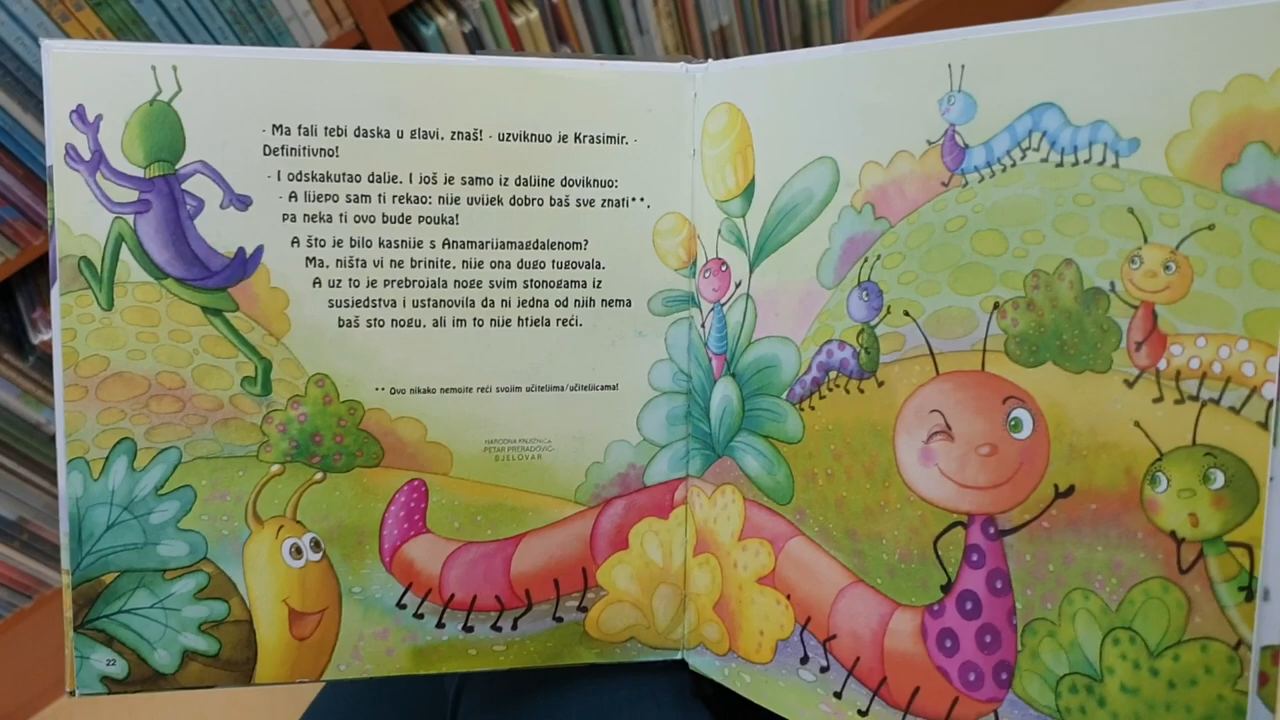 - Ma fali tebi daska u glavi, znaš! - uzviknuo je Krasimir. -
Definitivno!
- I odskakutao dalje. I još je samo iz daljine doviknuo:
- A lijepo sam ti rekao: nije uvijek dobro baš sve znati**,
pa neka ti ovo bude pouka!
A što je bilo kasnije s Anamarijamagdalenom?
Ma, ništa vi ne brinite, nije ona dugo tugovala.
A uz to je prebrojala noge svim stonogama iz
susjedstva i ustanovila da ni jedna od njih nema
baš sto nogu, ali im to nije htjela reći.
** Ovo nikako nemojte reći svojim učiteljima/učiteljicama!
NARODNA KNJIŽNICA
-PETAR PRERADOVIĆ-
BJELOVAR
22